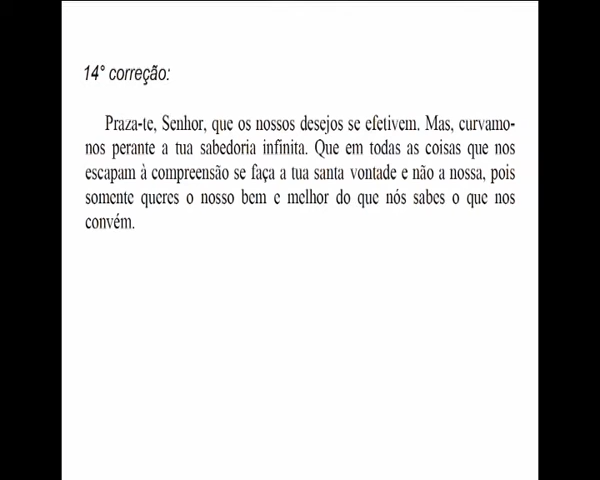 14° correção:
Praza-te, Senhor, que os nossos desejos se efetivem. Mas, curvamo-
nos perante a tua sabedoria infinita. Que em todas as coisas que nos
escapam à compreensão se faça a tua santa vontade e não a nossa, pois
somente queres o nosso bem e melhor do que nós sabes o que nos
convém.